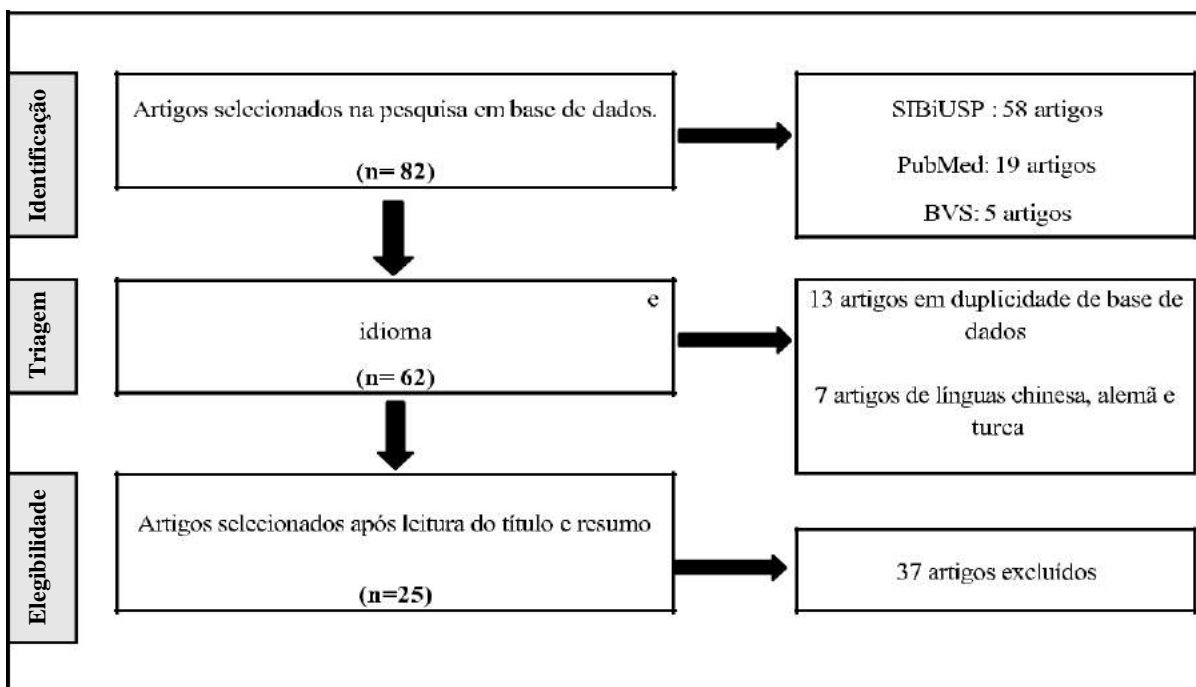 Identificação
Artigos selecionados na pesquisa em base de dados.
(n= 82)
SIBiUSP : 58 artigos
PubMed: 19 artigos
BVS: 5 artigos
Triagem
e
idioma
(n= 62)
13 artigos em duplicidade de base de
dados
7 artigos de línguas chinesa, alemã e
turca
Elegibilidade
Artigos selecionados após leitura do título e resumo
(n=25)
37 artigos excluídos